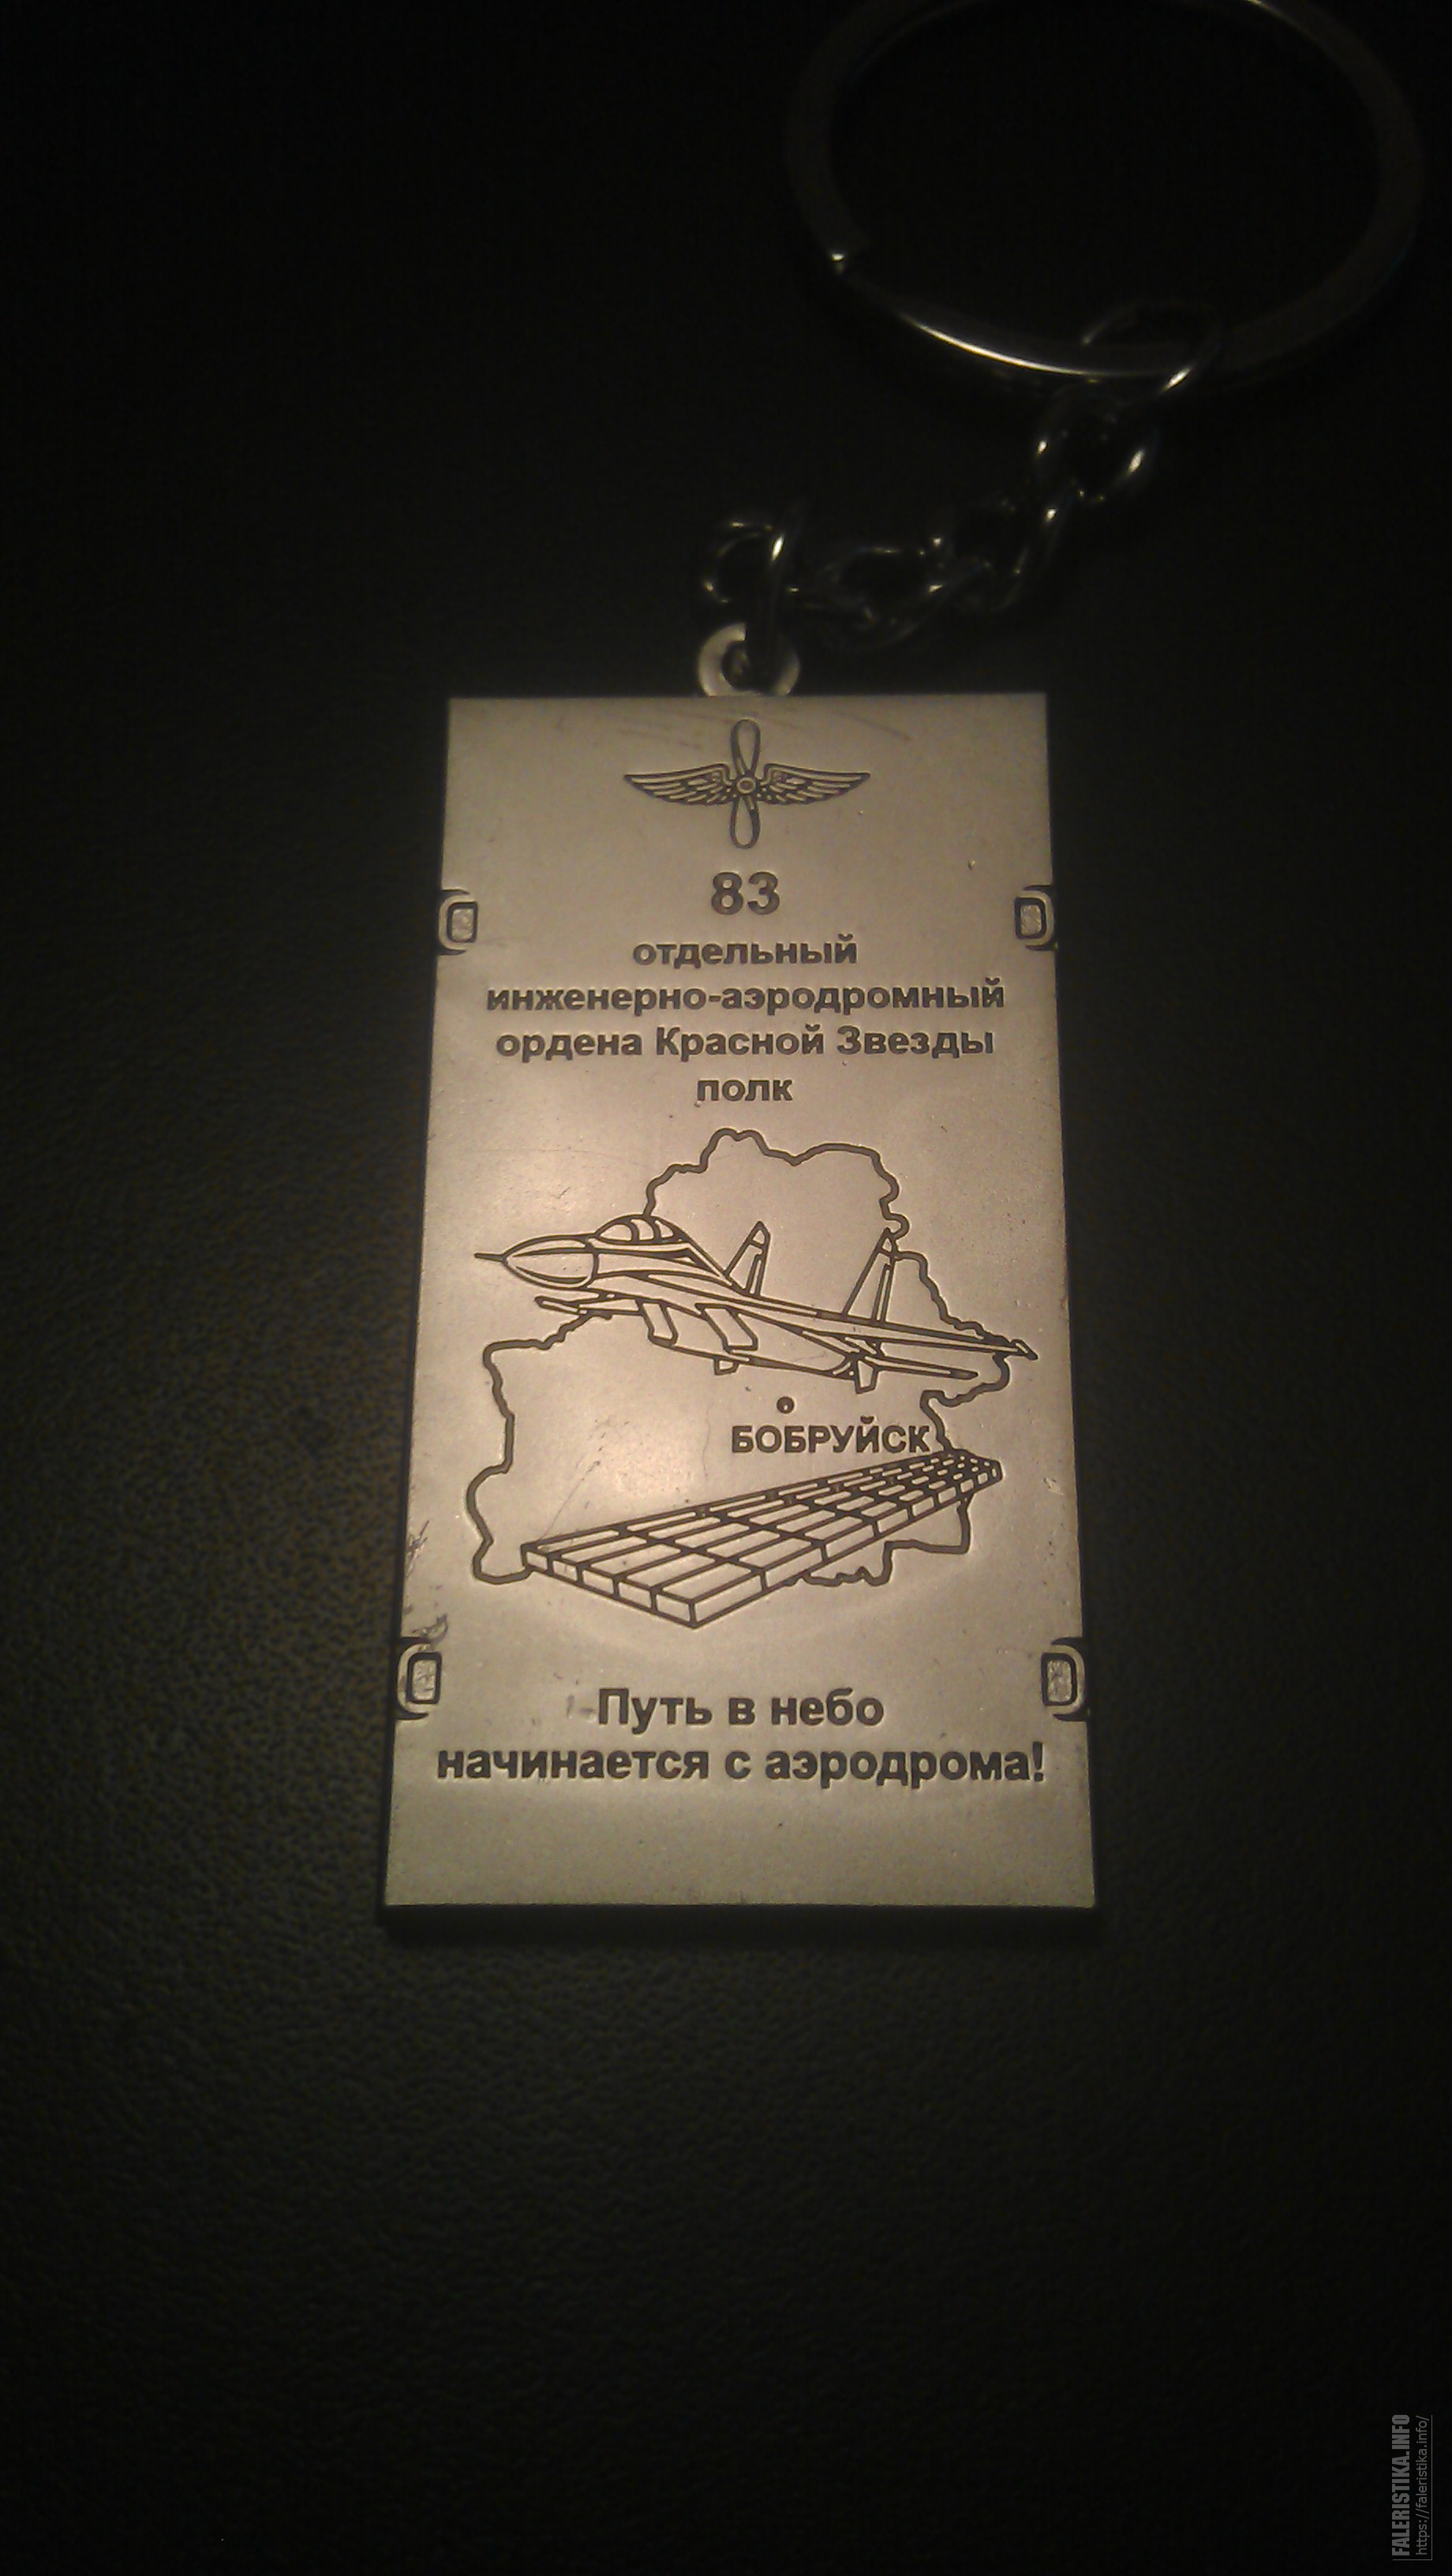 83
отдельный
инженерно-аэродромный
ордена Красной Звезды
полк
БОБРУЙСК
Путь в небо
начинается с аэродрома!
FALERISTIKA.INFO
https://faleristika.info/